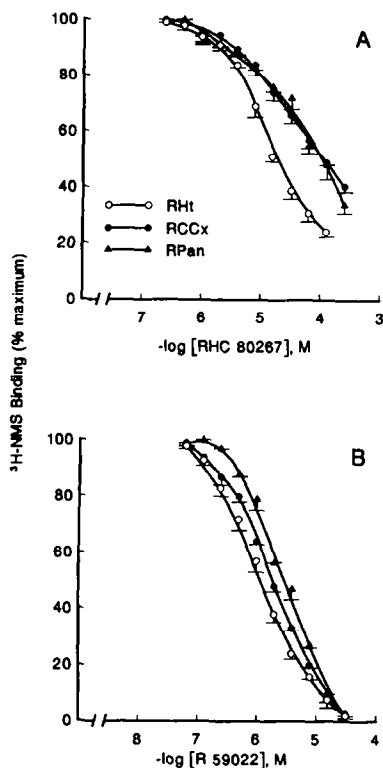 A
100
80
60
40
20
0
RHt
RCCx
RPan
7 6 5 4 3
-log [RHC 80267], M
³H-NMS Binding (% maximum)
B
100
80
60
40
20
0
8 7 6 5 4
-log [R 59022], M